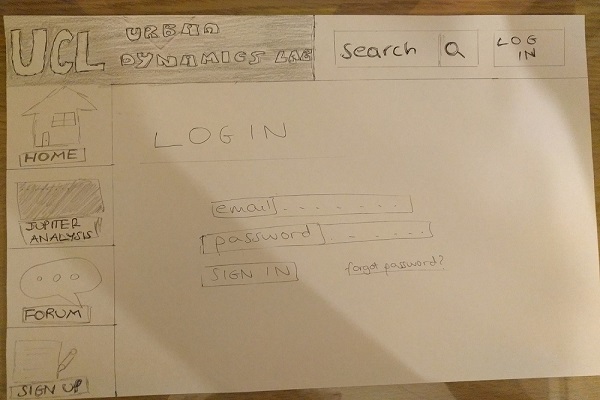 UCL URBAN
DYNAMICS LAB
search
LOG
IN
HOME
LOGIN
JUPITER
ANALYSIS
email
password
SIGN IN
forgot password?
FORUM
SIGN UP